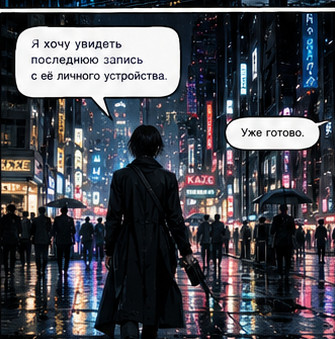 Я хочу увидеть
последнюю запись
с её личного устройства.
Уже готово.